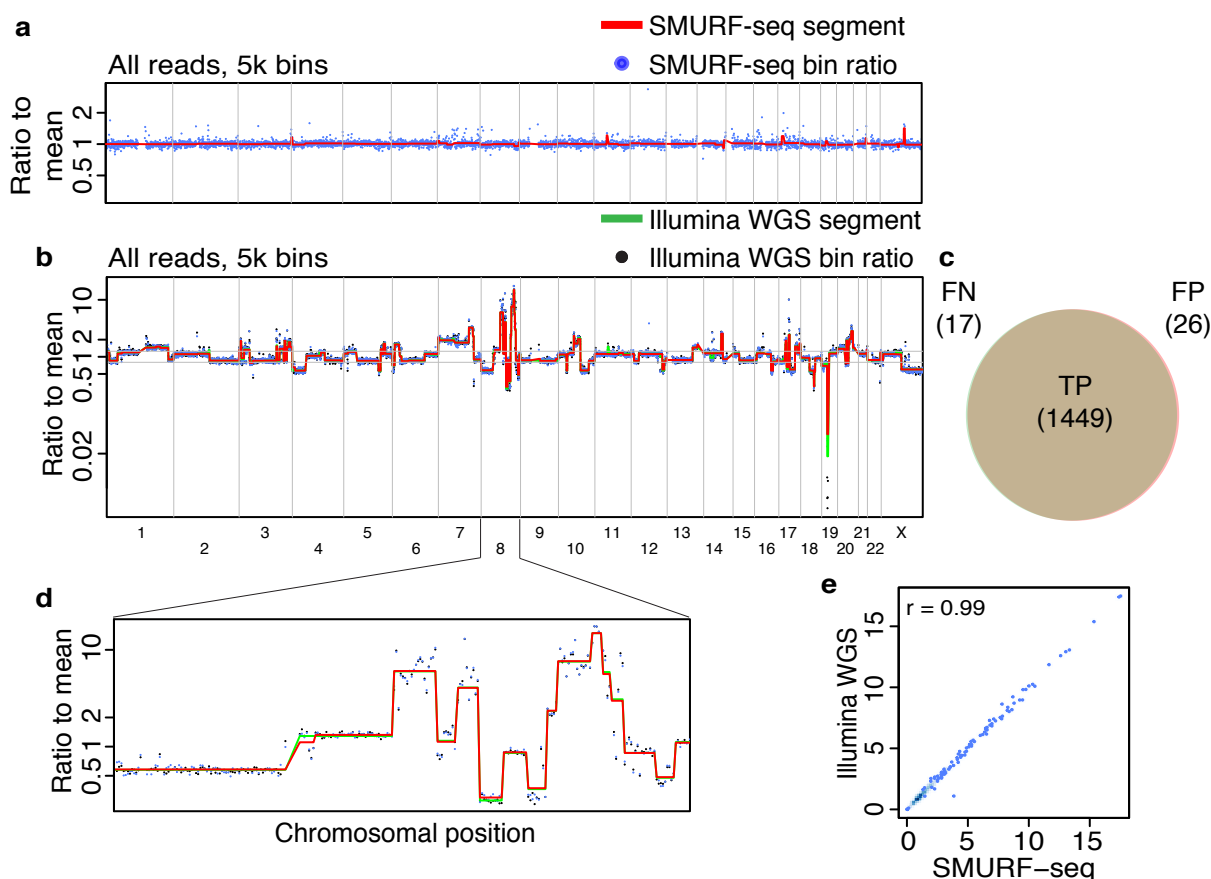 a
SMURF-seq segment
SMURF-seq bin ratio
All reads, 5k bins
Ratio to
mean
2
1
0.5
Illumina WGS segment
Illumina WGS bin ratio
b
All reads, 5k bins
Ratio to mean
10
2
1
0.5
0.02
1 3 5 7 9 11 13 15 17 19 21 X
2 4 6 8 10 12 14 16 18 20 22
c
FN
(17)
FP
(26)
TP
(1449)
d
Ratio to mean
10
2
1
0.5
Chromosomal position
e
r = 0.99
Illumina WGS
15
10
5
0
0 5 10 15
SMURF−seq